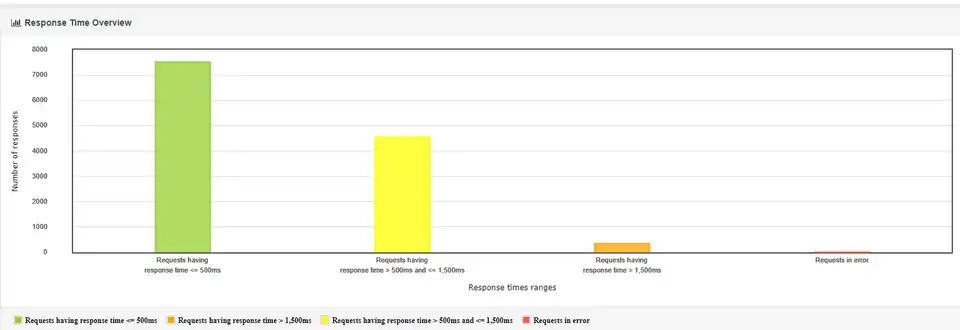 Response Time Overview
8000
7000
6000
5000
4000
3000
2000
1000
0
Number of responses
Requests having
response time <= 500ms
Requests having
response time > 500ms and <= 1,500ms
Requests having
response time > 1,500ms
Requests in error
Response times ranges
Requests having response time <= 500ms Requests having response time > 1,500ms Requests having response time > 500ms and <= 1,500ms Requests in error